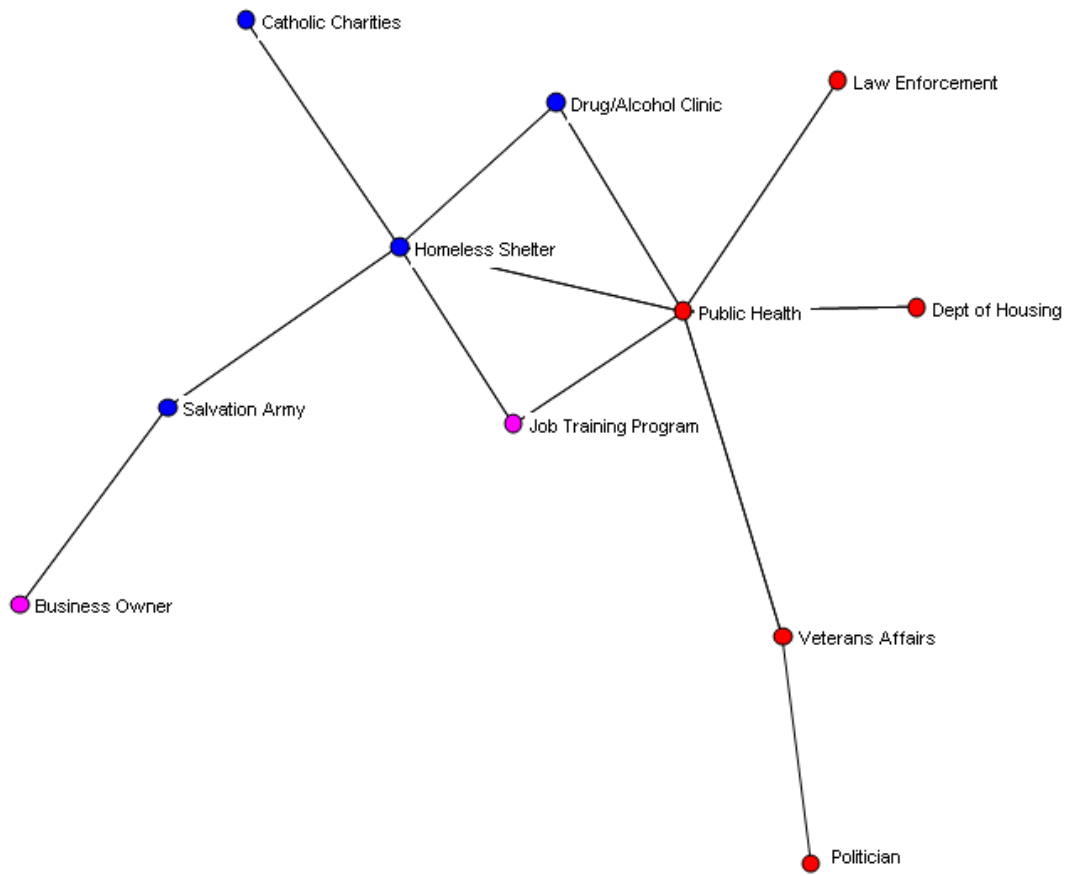 Catholic Charities
Law Enforcement
Drug/Alcohol Clinic
Homeless Shelter
Public Health
Dept of Housing
Salvation Army
Job Training Program
Business Owner
Veterans Affairs
Politician